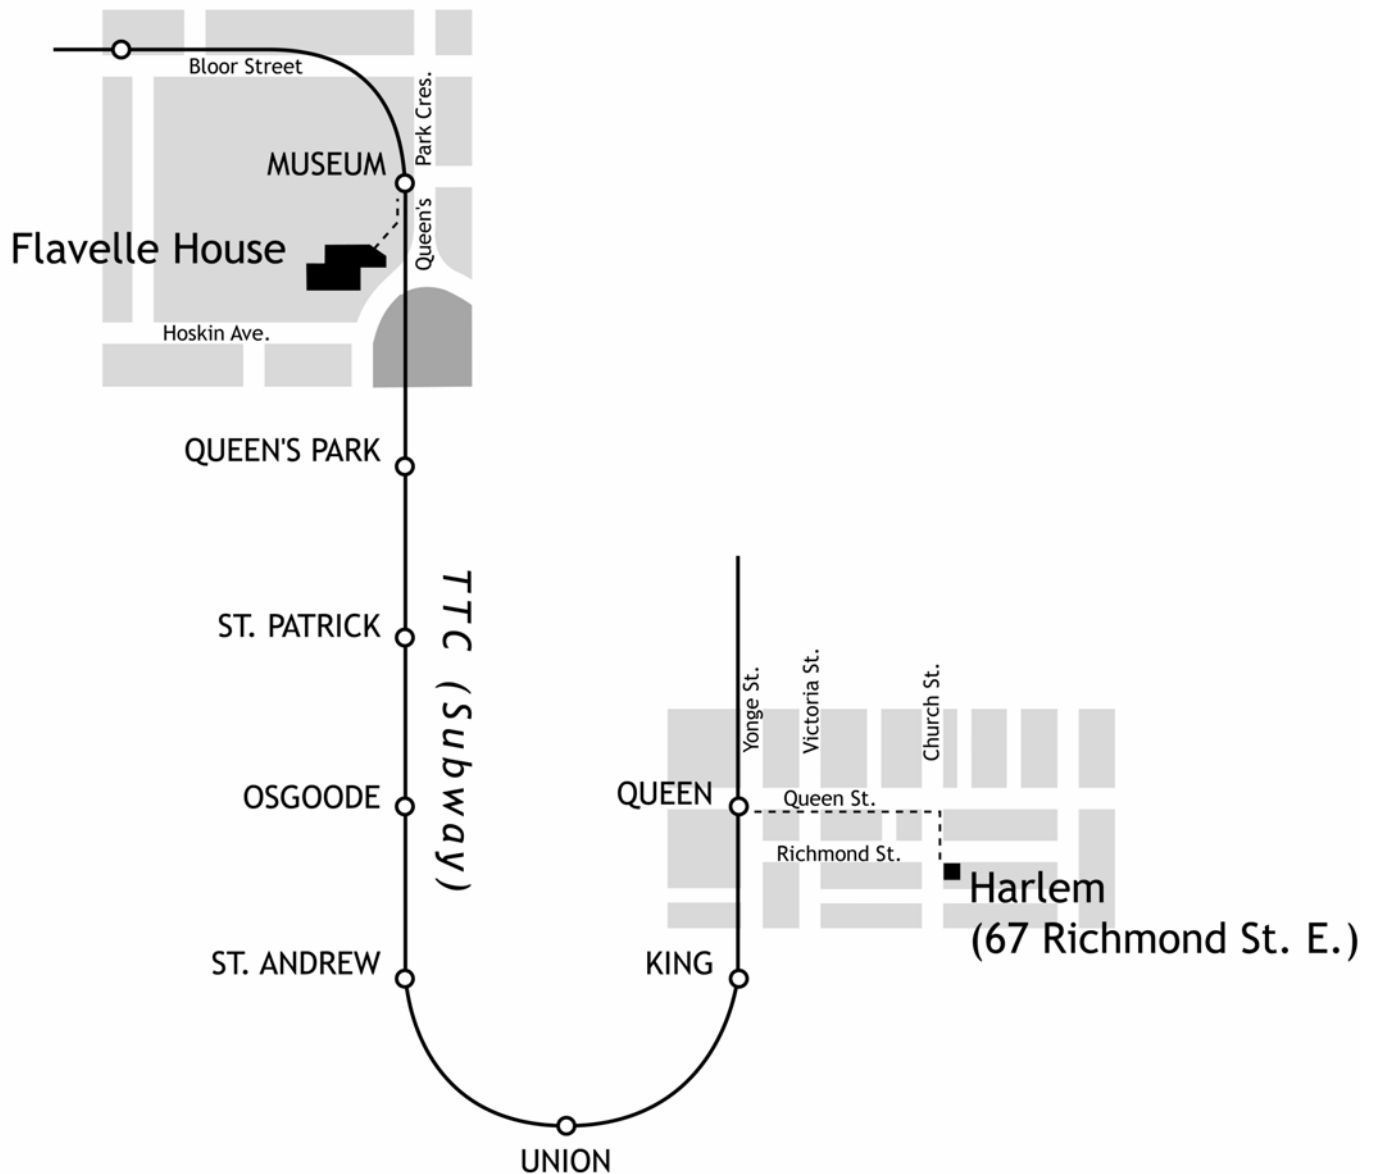 Bloor Street
Park Cres.
MUSEUM
Queen's
Flavelle House
Hoskin Ave.
QUEEN'S PARK
TTC (Subway)
ST. PATRICK
Yonge St.
Victoria St.
Church St.
OSGOODE
QUEEN
Queen St.
Richmond St.
Harlem
(67 Richmond St. E.)
ST. ANDREW
KING
UNION